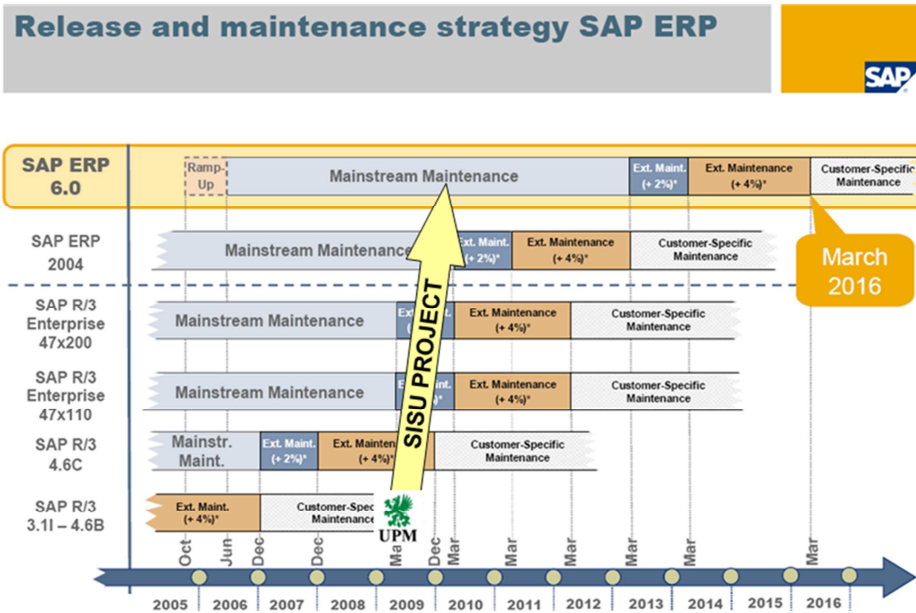 Release and maintenance strategy SAP ERP
SAP
SAP ERP
6.0
Ramp-
Up
Mainstream Maintenance
Ext. Maint.
(+ 2%)*
Ext. Maintenance
(+ 4%)*
Customer-Specific
Maintenance
SAP ERP
2004
Mainstream Maintenance
Ext. Maint.
(+ 2%)*
Ext. Maintenance
(+ 4%)*
Customer-Specific
Maintenance
March
2016
SAP R/3
Enterprise
47x200
Mainstream Maintenance
Ext. Maintenance
(+ 4%)*
Customer-Specific
Maintenance
SAP R/3
Enterprise
47x110
Mainstream Maintenance
Ext. Maintenance
(+ 4%)*
Customer-Specific
Maintenance
SISU PROJECT
SAP R/3
4.6C
Mainstr.
Maint.
Ext. Maint.
(+ 2%)*
(+ 4%)*
Customer-Specific
Maintenance
SAP R/3
3.1I – 4.6B
Ext. Maint.
(+ 4%)*
UPM
Oct
Jun
Dec
Dec
Dec
Mar
Mar
Mar
Mar
Mar
Mar
2005
2006
2007
2008
2009
2010
2011
2012
2013
2014
2015
2016